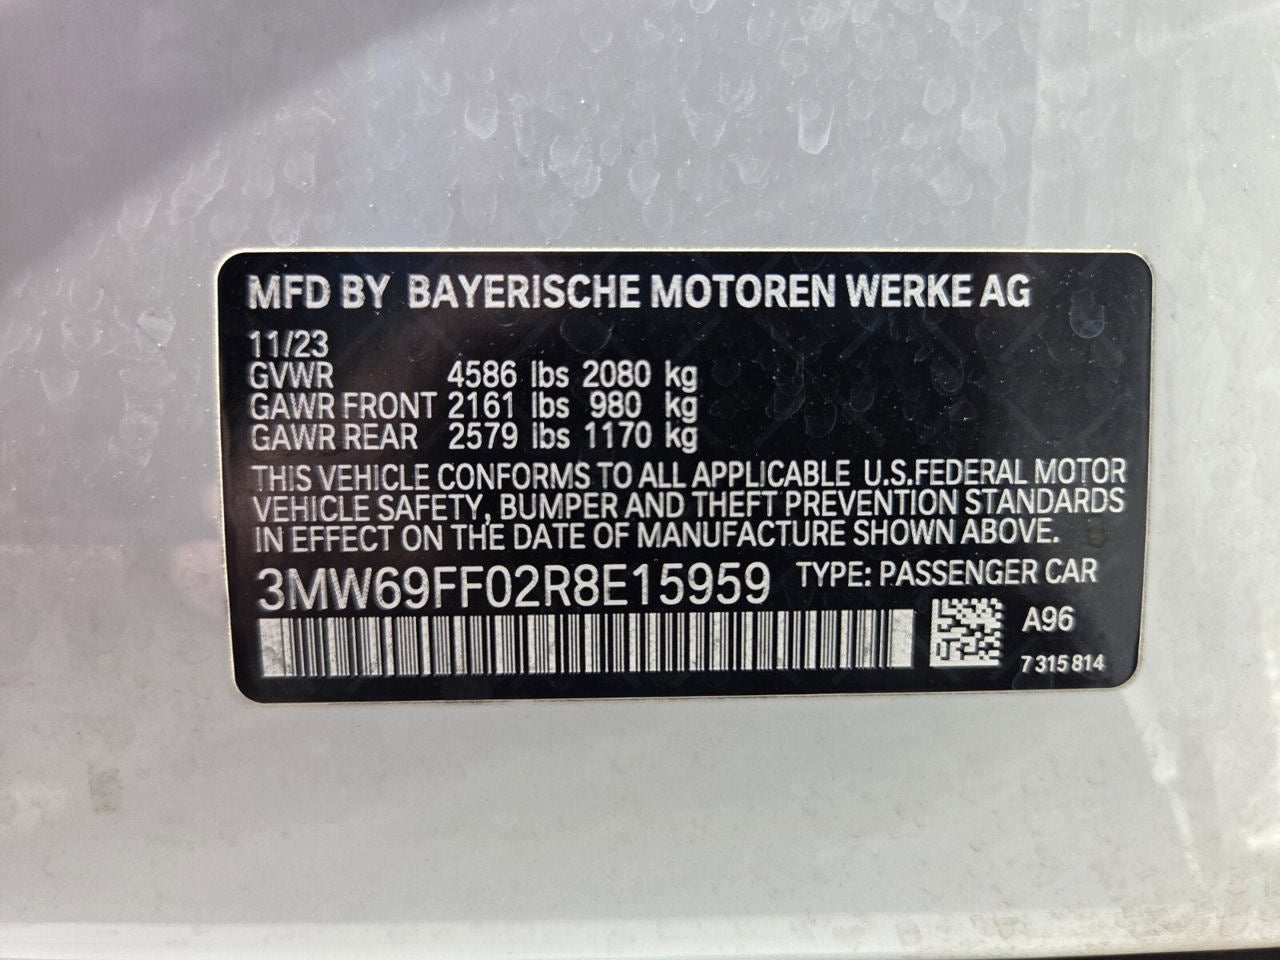 MFD BY BAYERISCHE MOTOREN WERKE AG
11/23
GVWR 4586 lbs 2080 kg
GAWR FRONT 2161 lbs 980 kg
GAWR REAR 2579 lbs 1170 kg
THIS VEHICLE CONFORMS TO ALL APPLICABLE U.S.FEDERAL MOTOR
VEHICLE SAFETY, BUMPER AND THEFT PREVENTION STANDARDS
IN EFFECT ON THE DATE OF MANUFACTURE SHOWN ABOVE.
3MW69FF02R8E15959 TYPE: PASSENGER CAR
A96
7 315 814